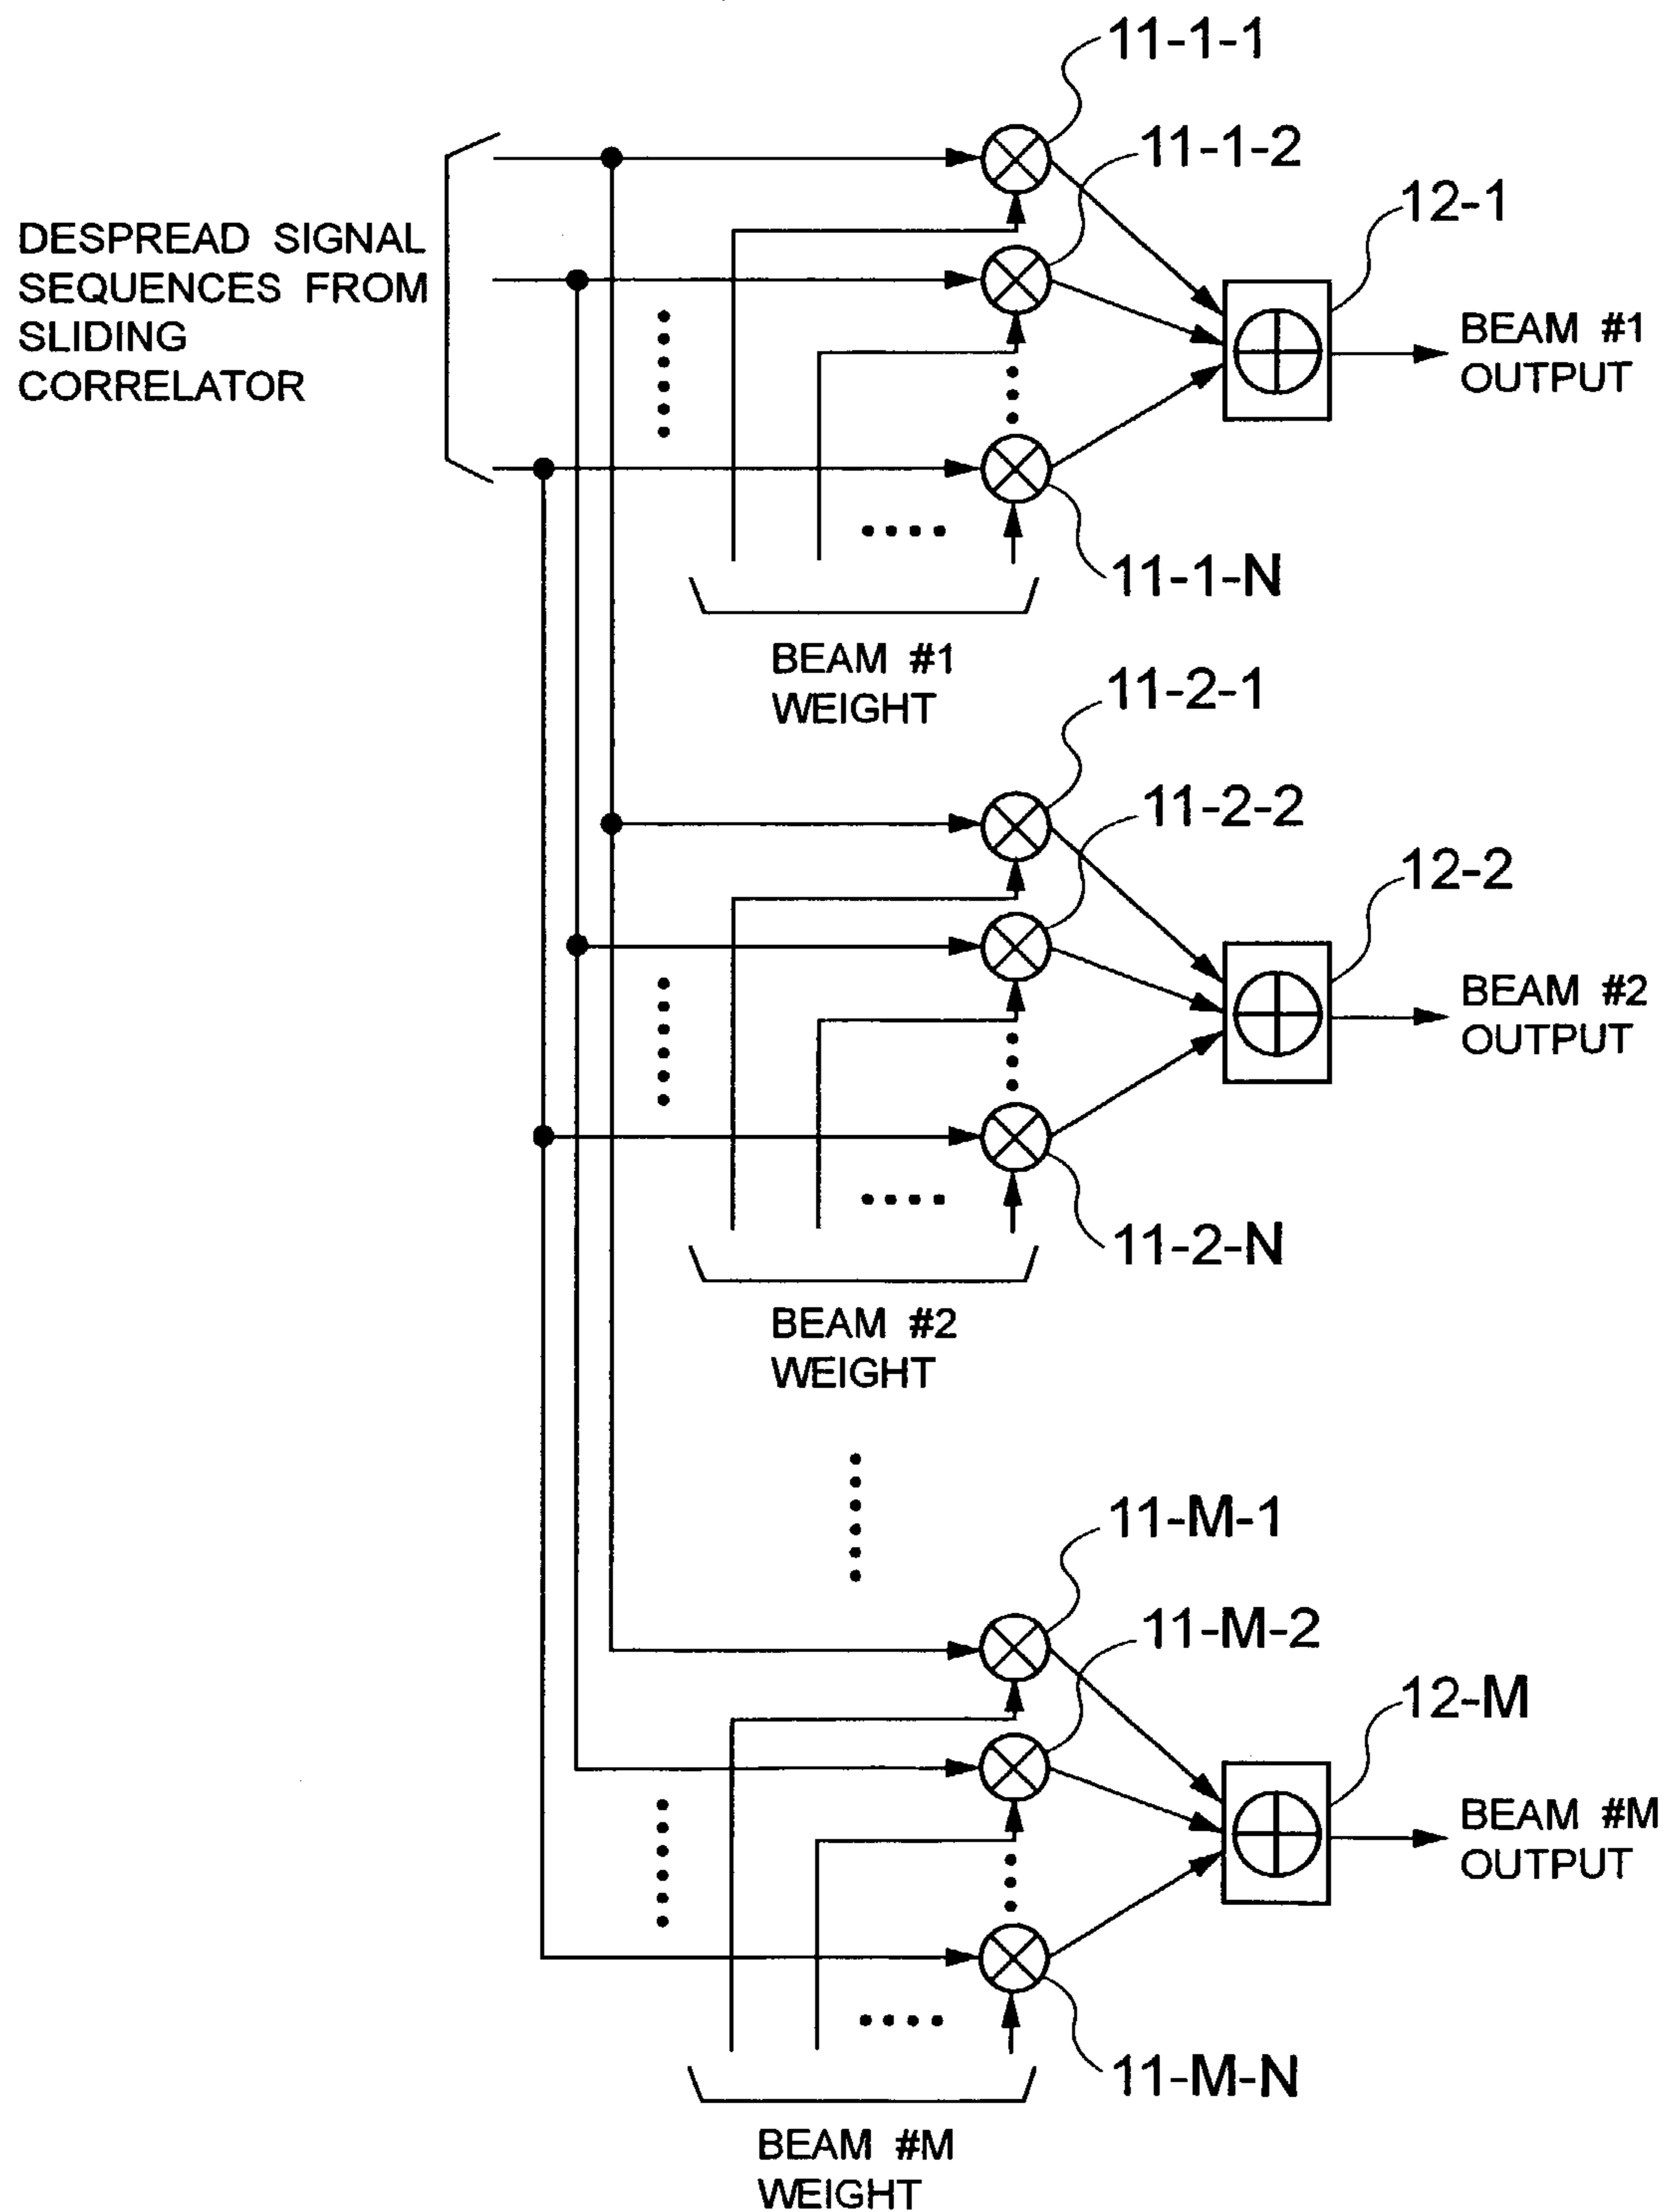 11-1-1
11-1-2
12-1
DESPREAD SIGNAL
SEQUENCES FROM
SLIDING
CORRELATOR
BEAM #1
OUTPUT
11-1-N
BEAM #1
WEIGHT
11-2-1
11-2-2
12-2
BEAM #2
OUTPUT
11-2-N
BEAM #2
WEIGHT
11-M-1
11-M-2
12-M
BEAM #M
OUTPUT
11-M-N
BEAM #M
WEIGHT